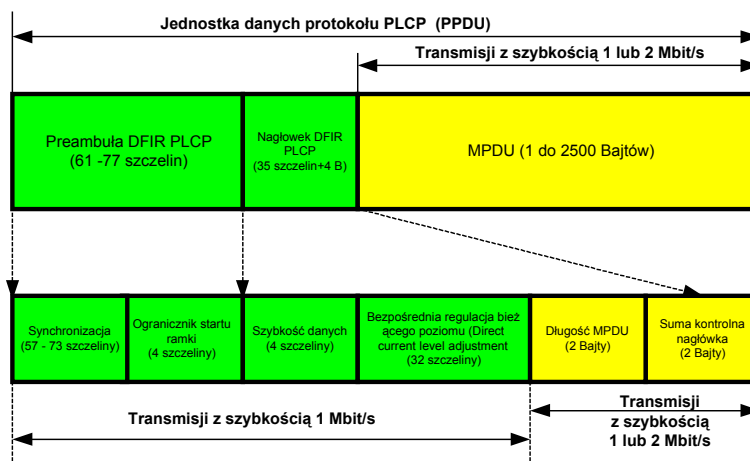 Jednostka danych protokołu PLCP (PPDU)
Transmisji z szybkością 1 lub 2 Mbit/s
Preambuła DFIR PLCP
(61 -77 szczelin)
Nagłowek DFIR
PLCP
(35 szczelin+4 B)
MPDU (1 do 2500 Bajtów)
Synchronizacja
(57 - 73 szczeliny)
Ogranicznik startu
ramki
(4 szczeliny)
Szybkość danych
(4 szczeliny)
Bezpośrednia regulacja bież
ącego poziomu (Direct
current level adjustment
(32 szczeliny)
Długość MPDU
(2 Bajty)
Suma kontrolna
nagłówka
(2 Bajty)
Transmisji z szybkością 1 Mbit/s
Transmisji
z szybkością
1 lub 2 Mbit/s